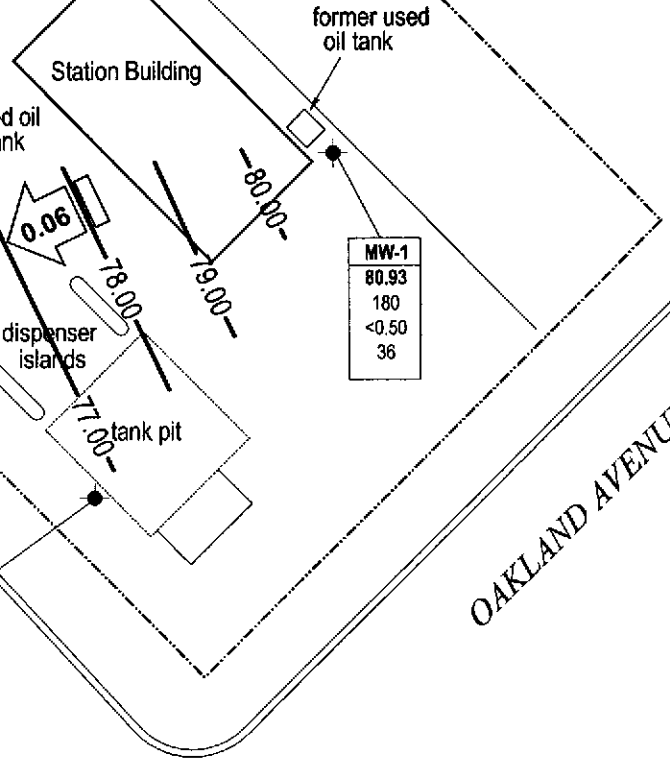 former used
oil tank
Station Building
ed oil
nk
0.06
80.00
79.00
78.00
77.00
MW-1
80.93
180
<0.50
36
dispenser
islands
tank pit
OAKLAND AVENU